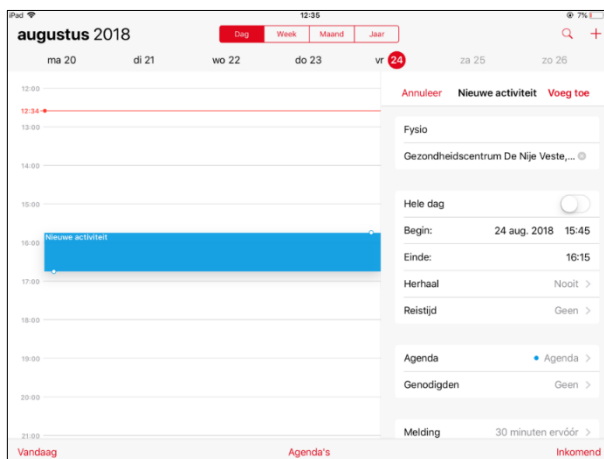 iPad 12:35 7%
augustus 2018 Dag Week Maand Jaar
ma 20 di 21 wo 22 do 23 vr 24 za 25 zo 26
12:00
12:34
13:00
14:00
15:00
16:00
Nieuwe activiteit
17:00
18:00
19:00
20:00
21:00
Annuleer Nieuwe activiteit Voeg toe
Fysio
Gezondheidscentrum De Nije Veste,...
Hele dag
Begin: 24 aug. 2018 15:45
Einde: 16:15
Herhaal Nooit
Reistijd Geen
Agenda Agenda
Genodigden Geen
Melding 30 minuten ervóór
Vandaag Agenda's Inkomend